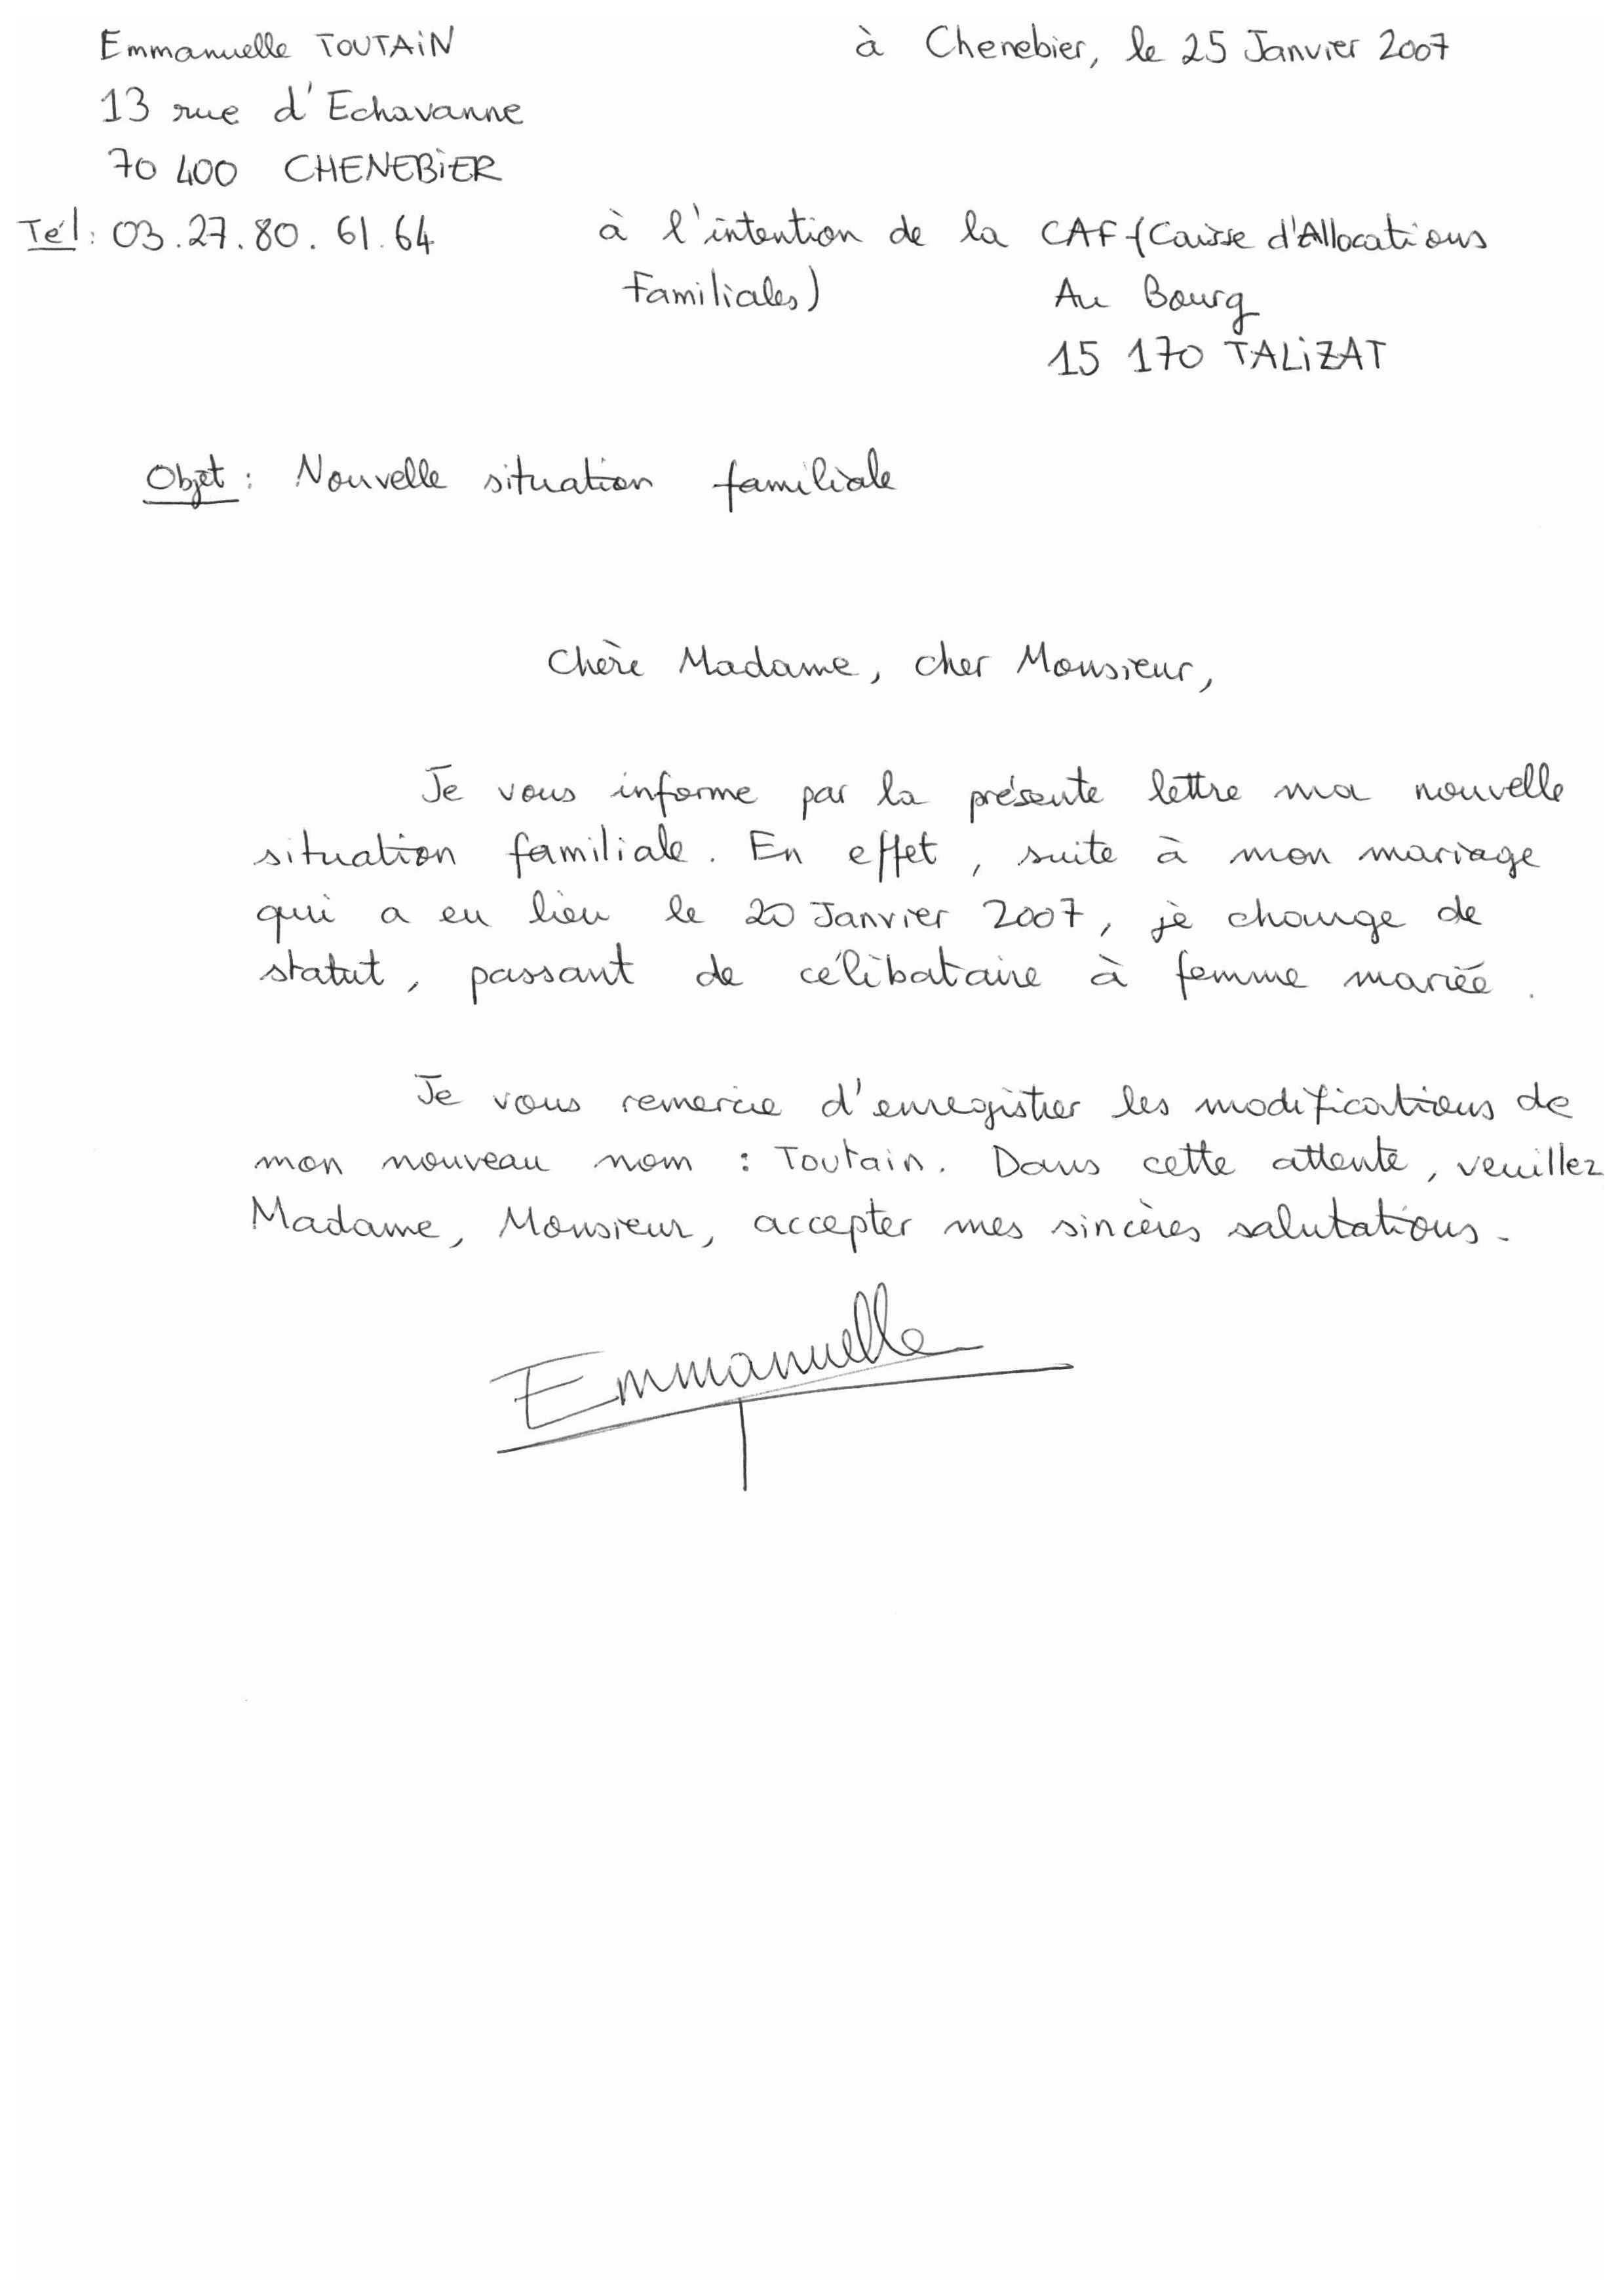 Emmanuelle TOUTAIN
à Chenebier, le 25 Janvier 2007
13 rue d'Echavanne
70 400 CHENEBIER
Tél : 03.27.80.61.64
à l'intention de la CAF (Caisse d'Allocations
Familiales)
Au Bourg
15 170 TALIZAT
Objet : Nouvelle situation familiale
Chère Madame, cher Monsieur,
Je vous informe par la présente lettre ma nouvelle
situation familiale. En effet, suite à mon mariage
qui a eu lieu le 20 Janvier 2007, je change de
statut, passant de célibataire à femme mariée.
Je vous remercie d'enregistrer les modifications de
mon nouveau nom : Toutain. Dans cette attente, veuillez
Madame, Monsieur, accepter mes sincères salutations.
Emmanuelle